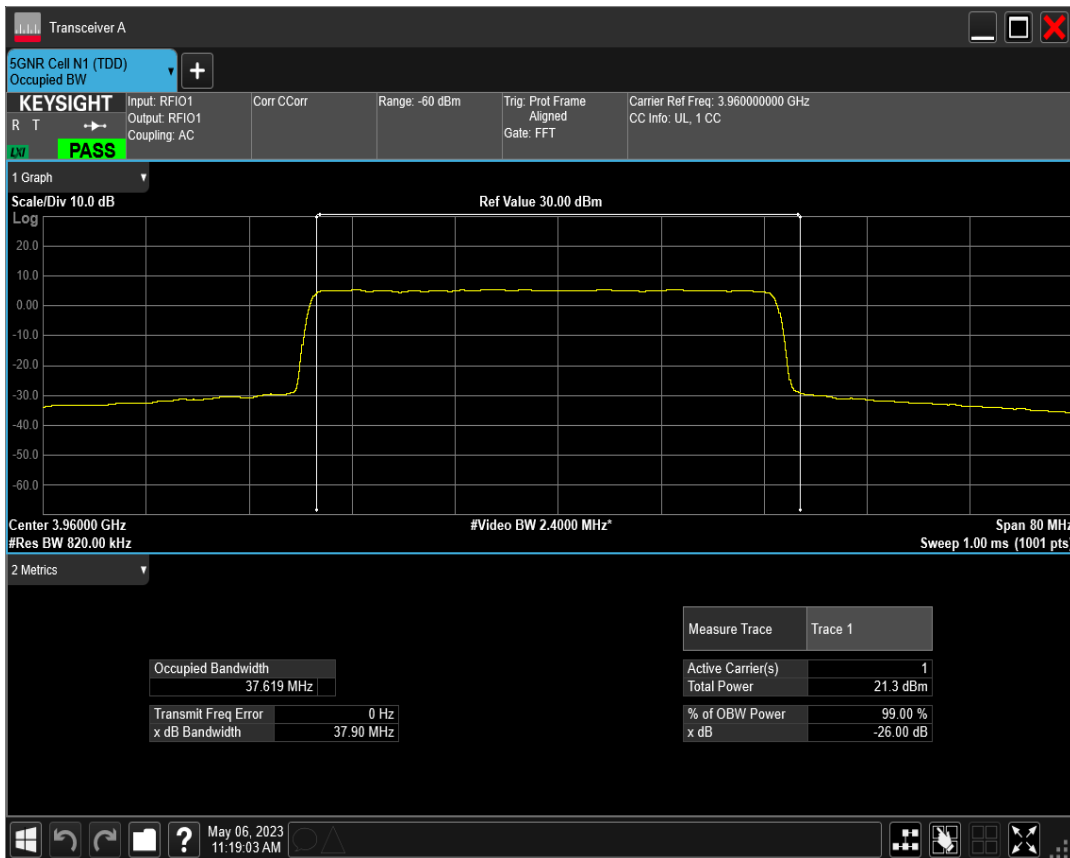 Transceiver A
5GNR Cell N1 (TDD)
Occupied BW
+
KEYSIGHT
R T
LXI
PASS
Input: RFIO1
Output: RFIO1
Coupling: AC
Corr CCorr
Range: -60 dBm
Trig: Prot Frame
Aligned
Gate: FFT
Carrier Ref Freq: 3.960000000 GHz
CC Info: UL, 1 CC
1 Graph
Scale/Div 10.0 dB
Ref Value 30.00 dBm
Log
20.0
10.0
0.00
-10.0
-20.0
-30.0
-40.0
-50.0
-60.0
Center 3.96000 GHz
#Video BW 2.4000 MHz*
Span 80 MHz
#Res BW 820.00 kHz
Sweep 1.00 ms (1001 pts)
2 Metrics
Measure Trace Trace 1
Occupied Bandwidth
37.619 MHz
Active Carrier(s) 1
Total Power 21.3 dBm
Transmit Freq Error 0 Hz
x dB Bandwidth 37.90 MHz
% of OBW Power 99.00 %
x dB -26.00 dB
?
May 06, 2023
11:19:03 AM